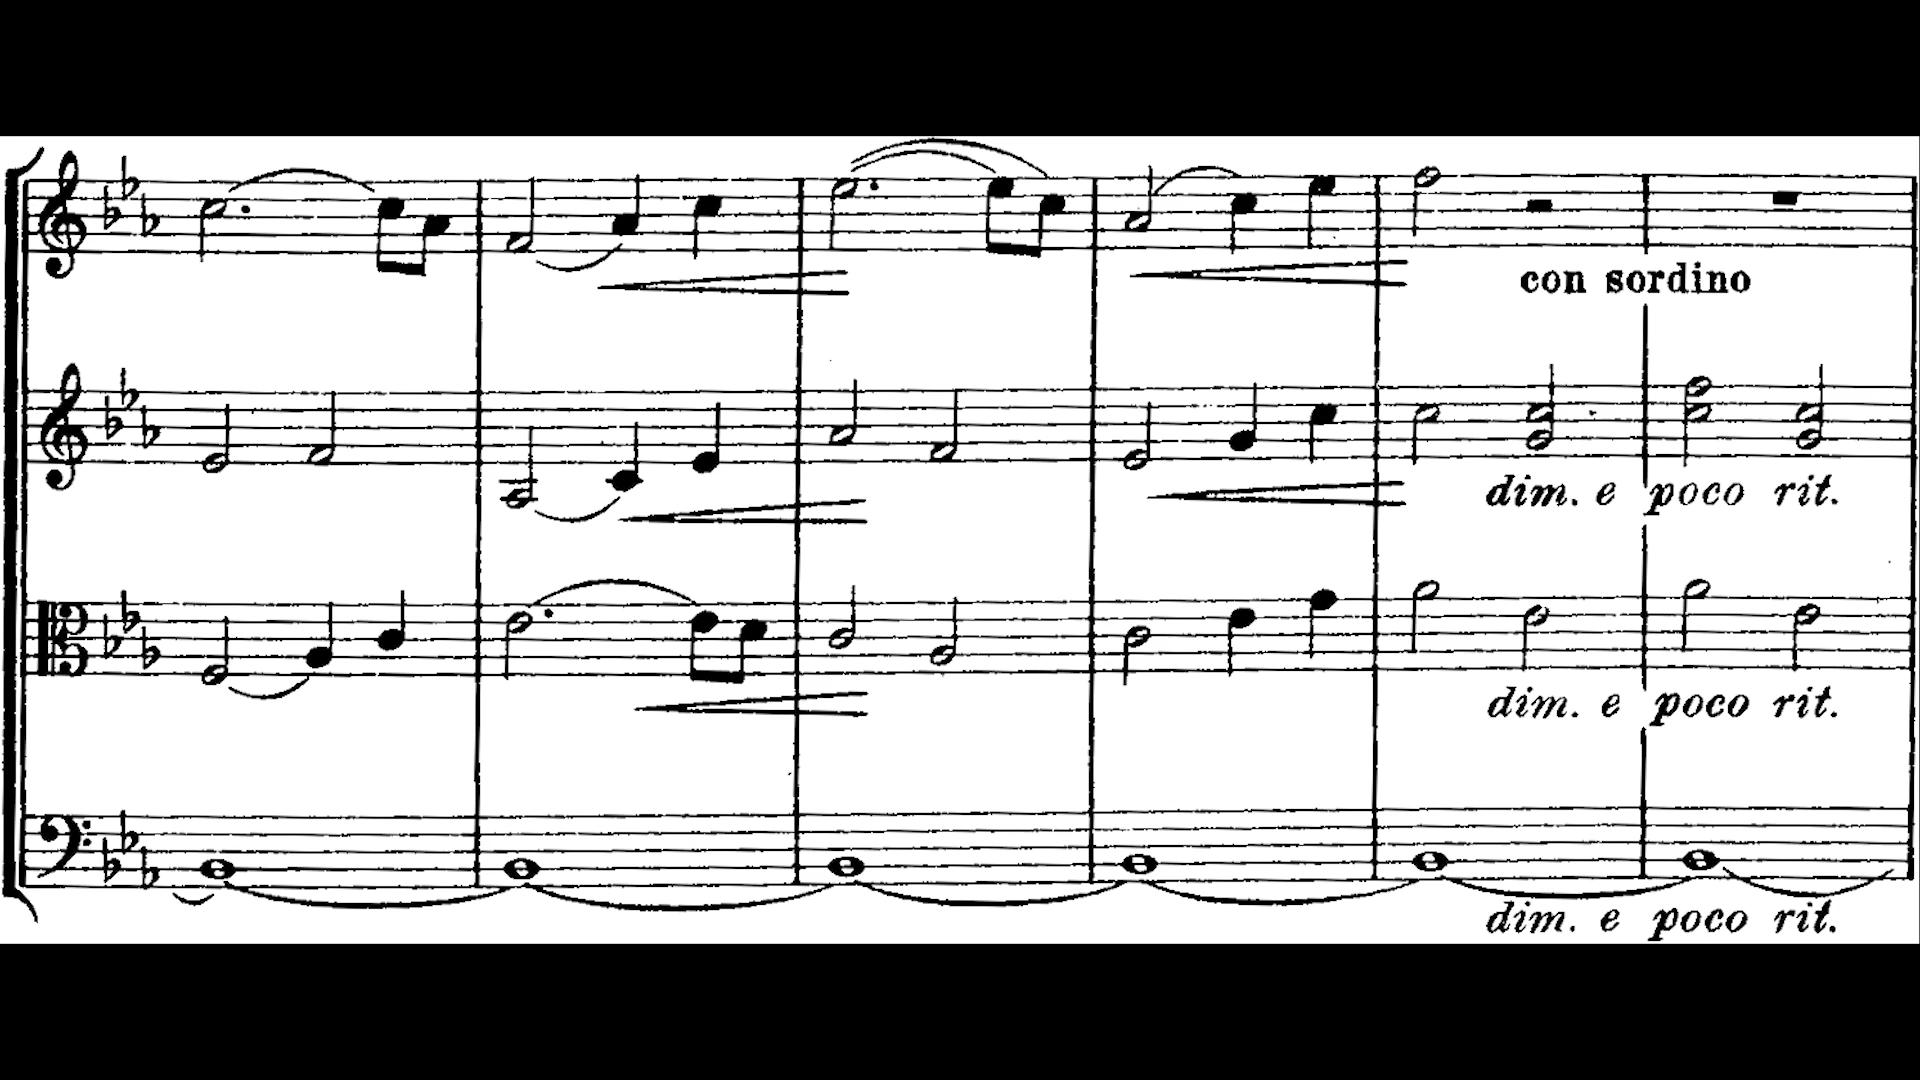 con sordino
dim. e poco rit.
dim. e poco rit.
dim. e poco rit.